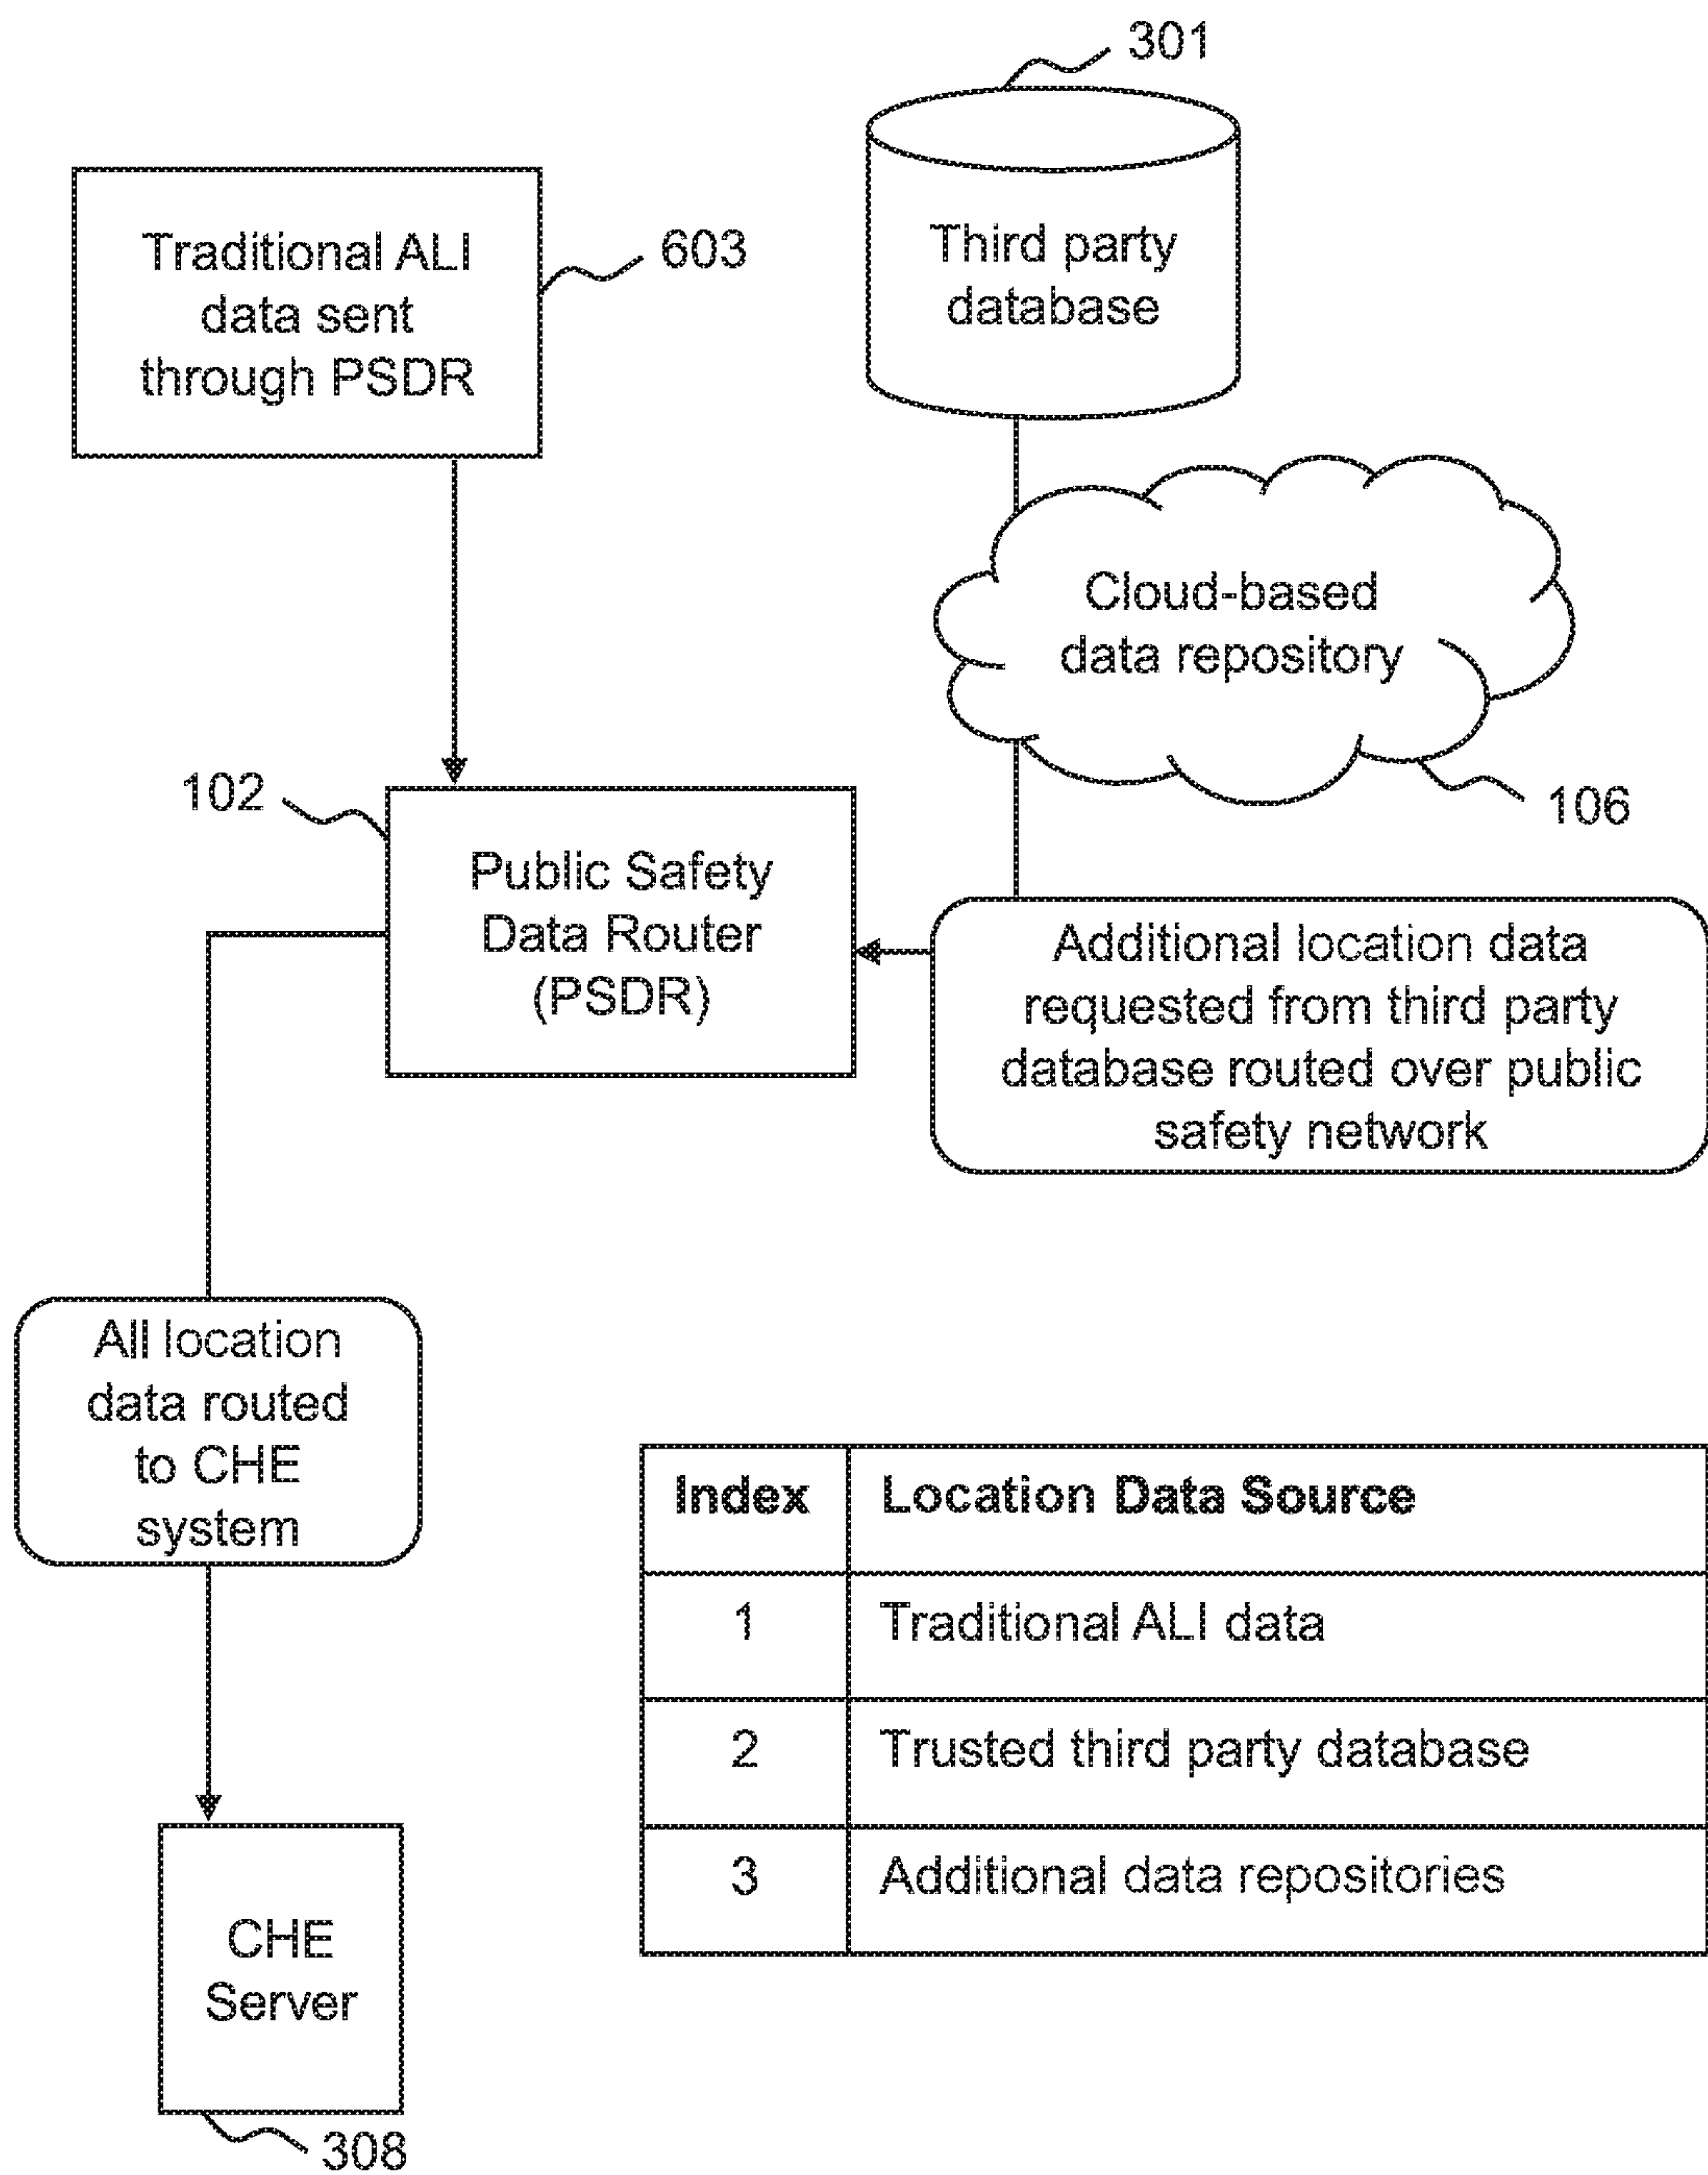 301
Traditional ALI
data sent
through PSDR
603
Third party
database
Cloud-based
data repository
106
102
Public Safety
Data Router
(PSDR)
Additional location data
requested from third party
database routed over public
safety network
All location
data routed
to CHE
system
Index Location Data Source
1 Traditional ALI data
2 Trusted third party database
3 Additional data repositories
CHE
Server
308